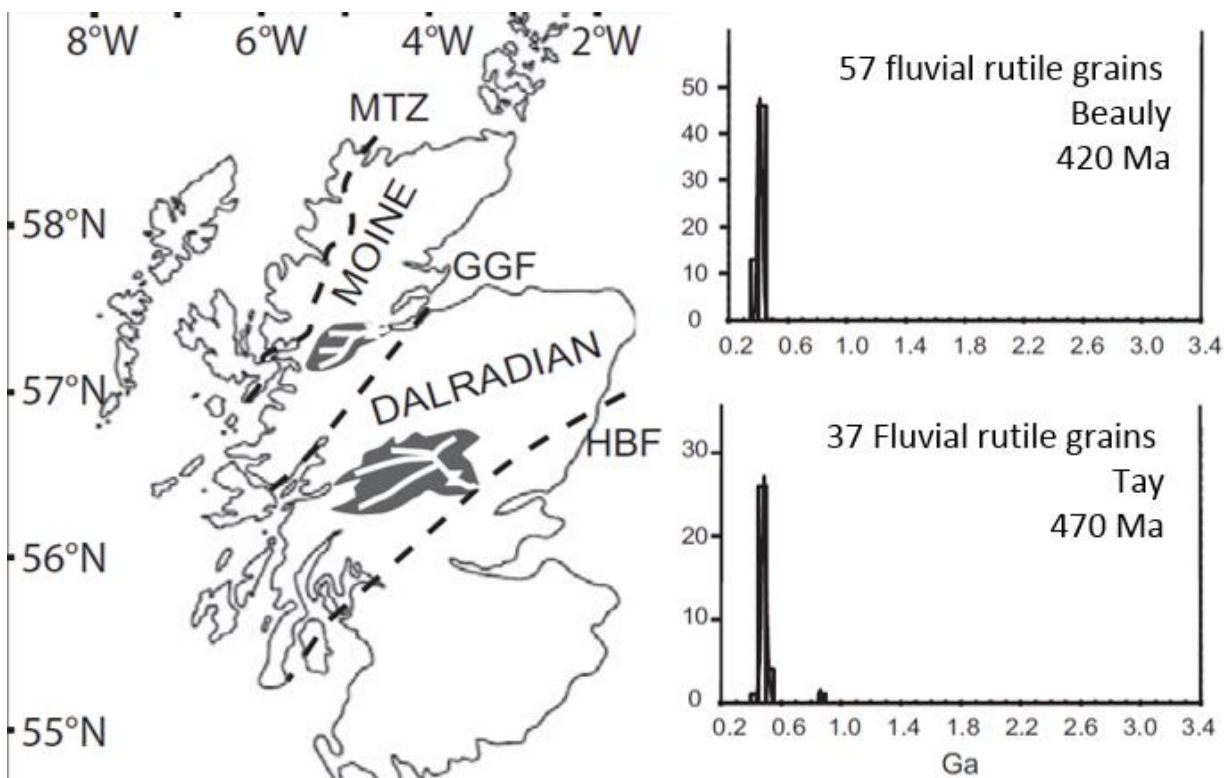 8°W 6°W 4°W 2°W
MTZ
58°N
MOINE
GGF
57°N
DALRADIAN
HBF
56°N
55°N
57 fluvial rutile grains
Beauly
420 Ma
50
40
30
20
10
0
0.2 0.6 1.0 1.4 1.8 2.2 2.6 3.0 3.4
37 Fluvial rutile grains
Tay
470 Ma
30
20
10
0
0.2 0.6 1.0 1.4 1.8 2.2 2.6 3.0 3.4
Ga